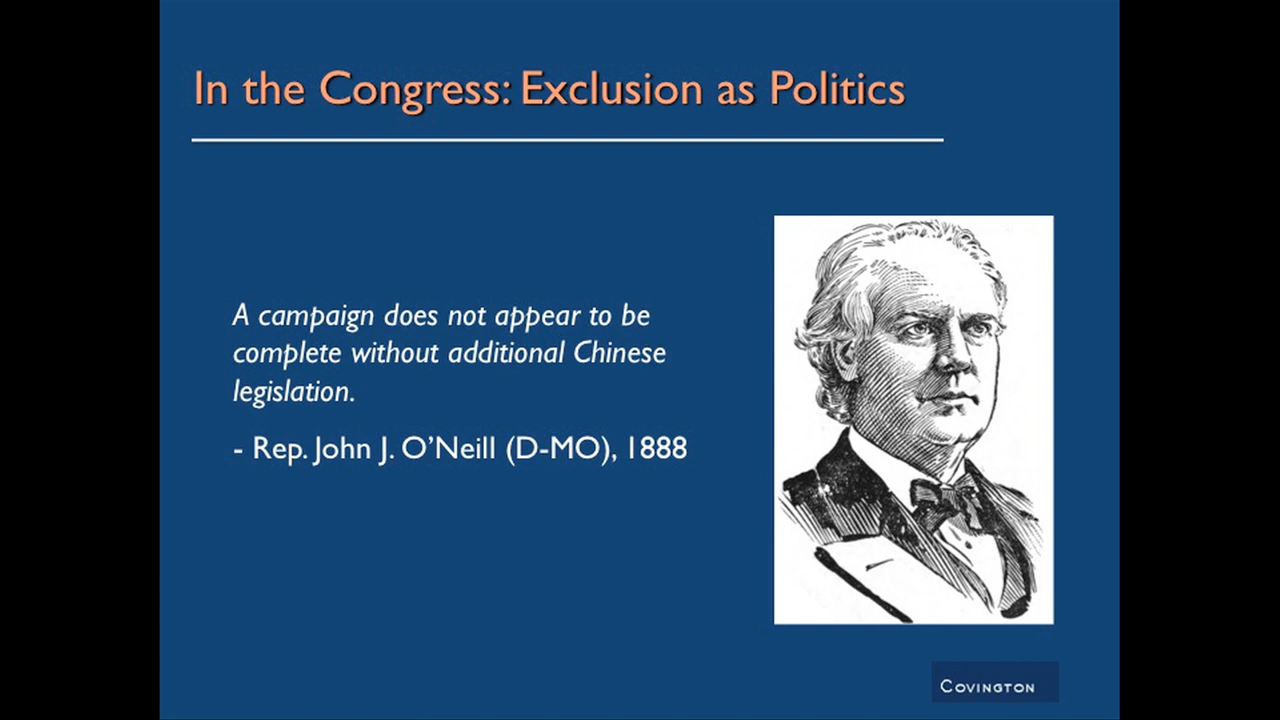 In the Congress: Exclusion as Politics
A campaign does not appear to be
complete without additional Chinese
legislation.
- Rep. John J. O’Neill (D-MO), 1888
COVINGTON